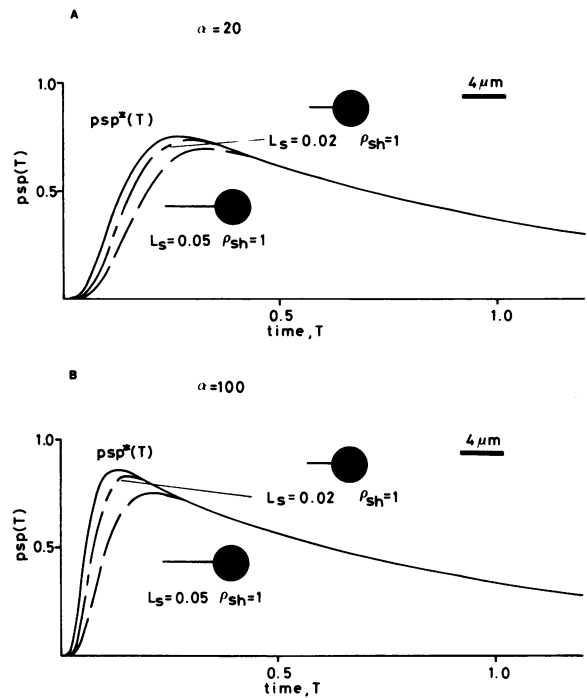 A
α=20
1.0
4μm
psp*(T)
Ls=0.02 ρsh=1
psp(T)
0.5
Ls=0.05 ρsh=1
0.5
1.0
time,T
B
α=100
1.0
4μm
psp*(T)
Ls=0.02 ρsh=1
psp(T)
0.5
Ls=0.05 ρsh=1
0.5
1.0
time,T